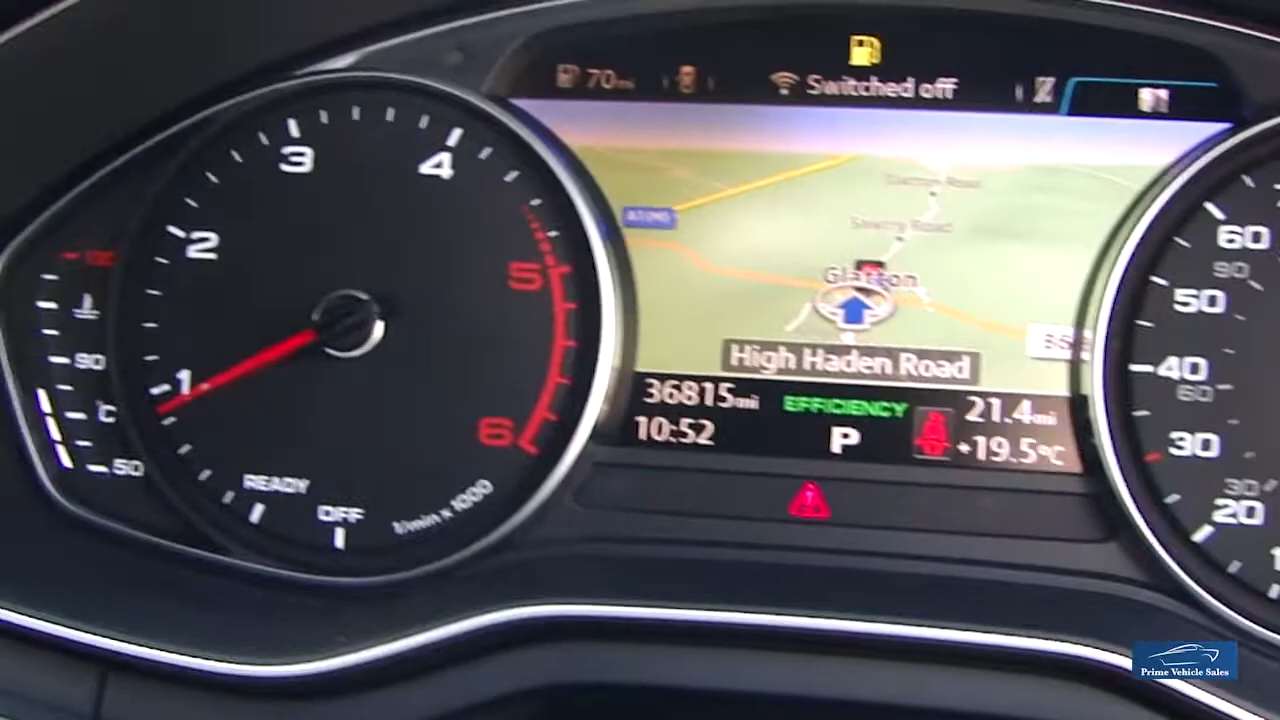 70mi
Switched off
3
4
2
60
90
5
50
A1(M)
Glatton
High Haden Road
40
60
90
1
°C
36815mi
EFFICIENCY
21.4mi
10:52
P
+19.5°C
30
6
50
READY
OFF
1/min x 1000
30
20
Prime Vehicle Sales